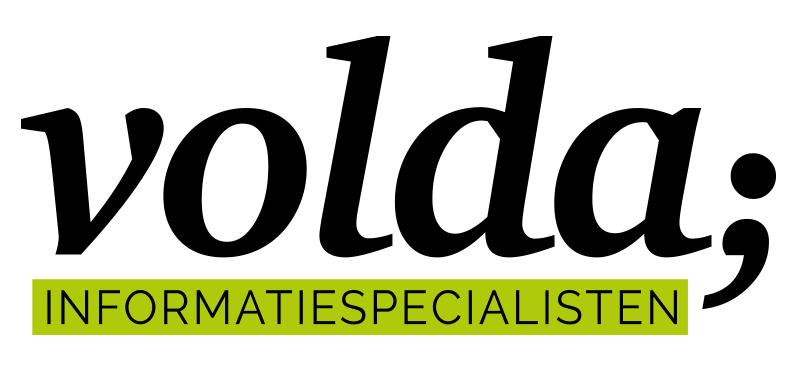 volda;
INFORMATIESPECIALISTEN